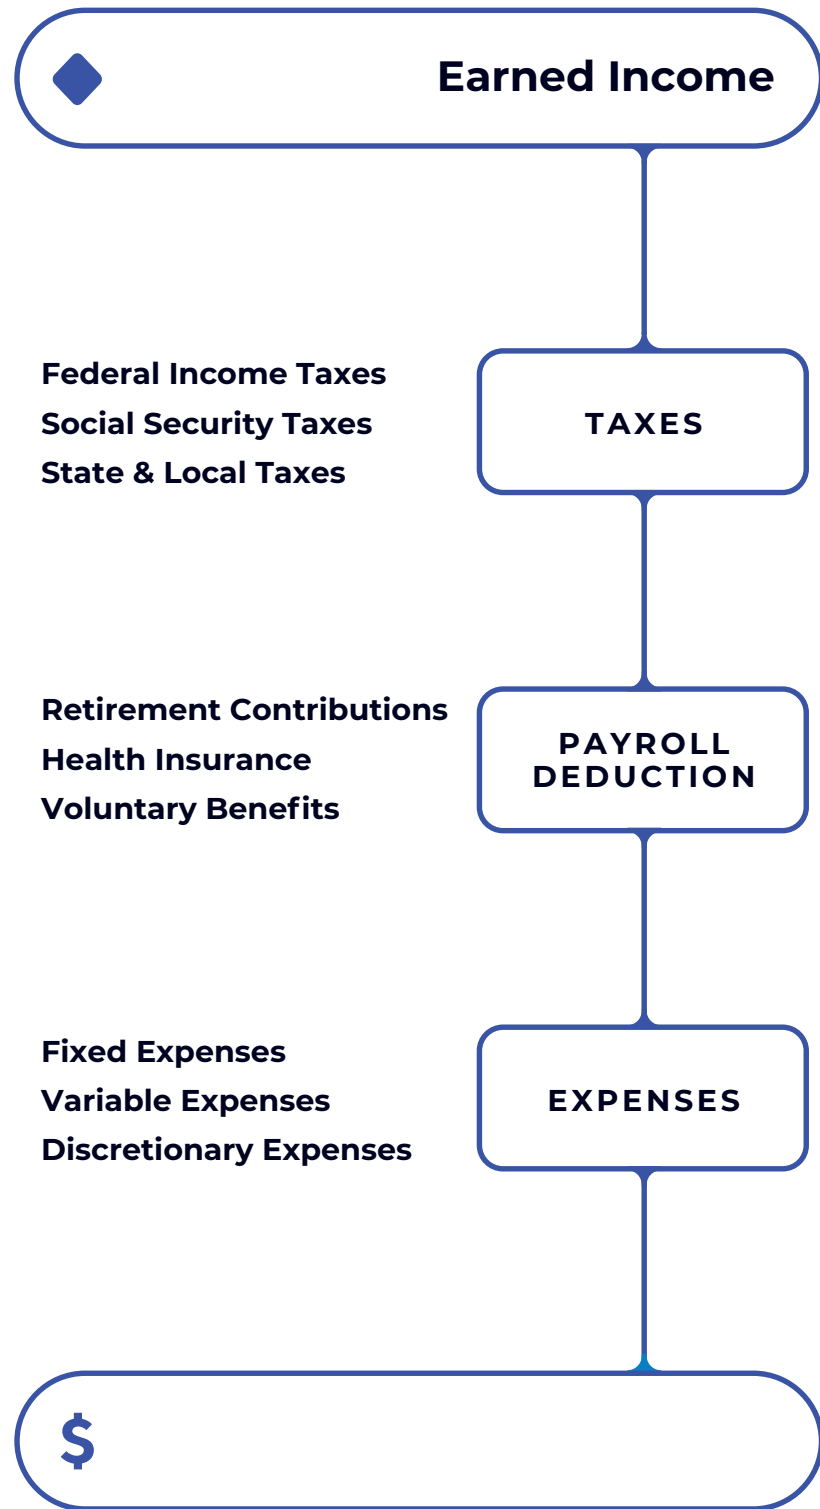 Earned Income
Federal Income Taxes
Social Security Taxes
State & Local Taxes
TAXES
Retirement Contributions
Health Insurance
Voluntary Benefits
PAYROLL
DEDUCTION
Fixed Expenses
Variable Expenses
Discretionary Expenses
EXPENSES
$